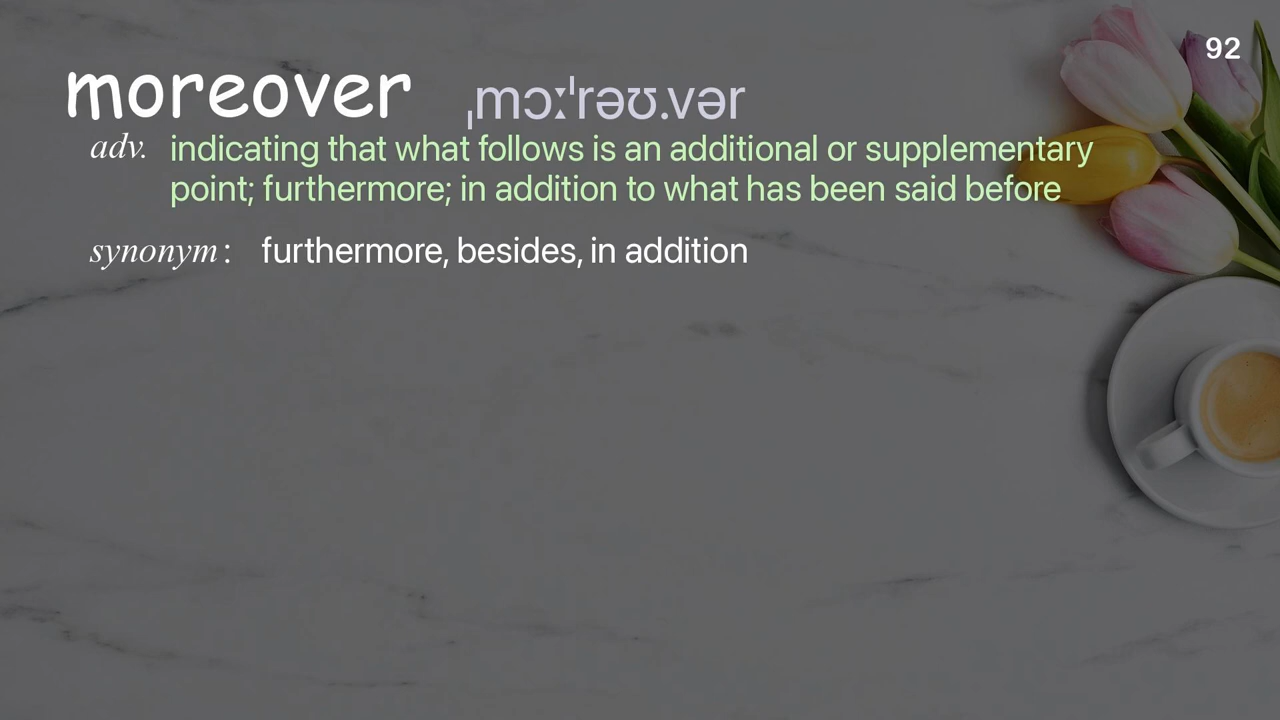 92
moreover ˌmɔːˈrəʊ.vər
adv. indicating that what follows is an additional or supplementary
point; furthermore; in addition to what has been said before
synonym: furthermore, besides, in addition